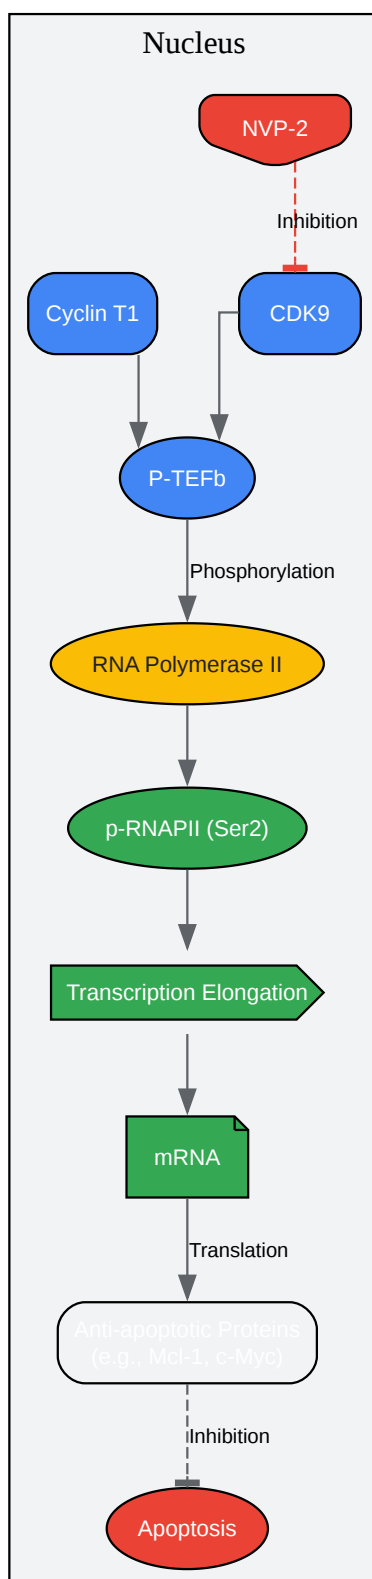 Nucleus
NVP-2
Inhibition
Cyclin T1
CDK9
P-TEFb
Phosphorylation
RNA Polymerase II
p-RNAPII (Ser2)
Transcription Elongation
mRNA
Translation
Anti-apoptotic Proteins
(e.g., Mcl-1, c-Myc)
Inhibition
Apoptosis